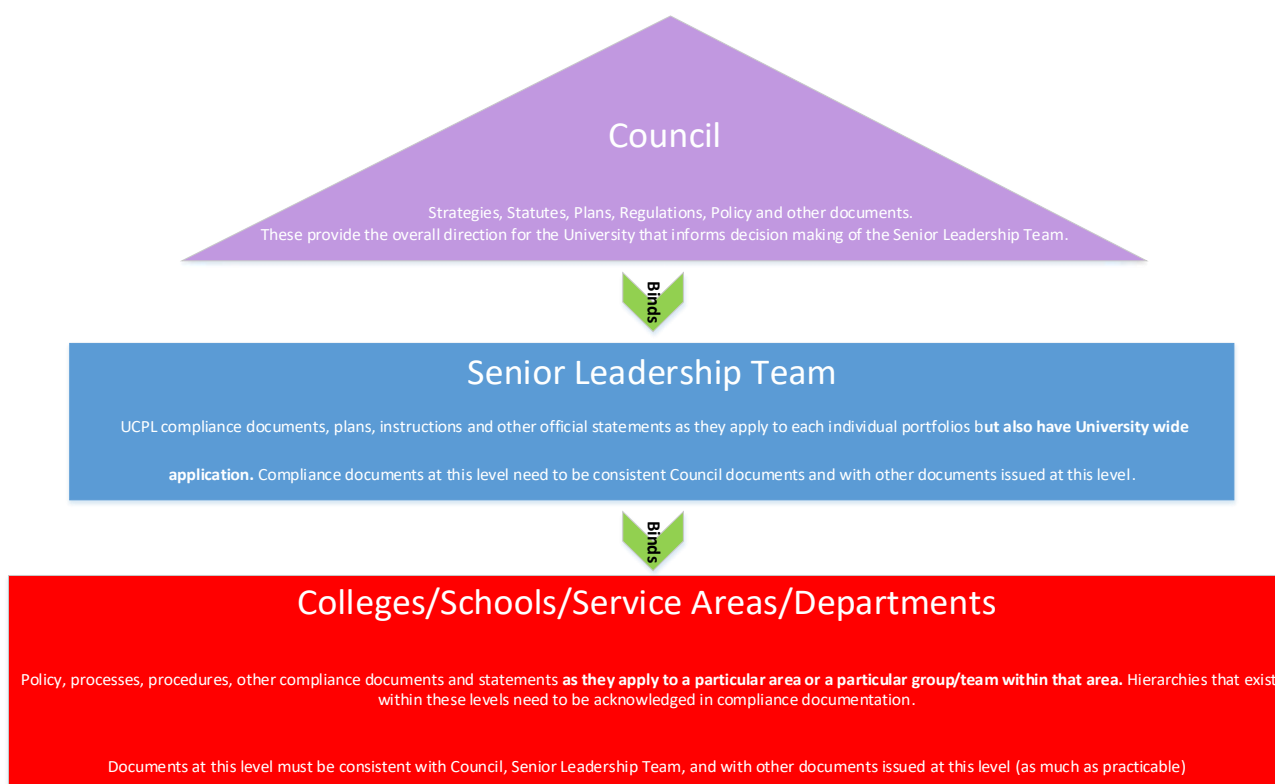 Council
Strategies, Statutes, Plans, Regulations, Policy and other documents.
These provide the overall direction for the University that informs decision making of the Senior Leadership Team.
Binds
Senior Leadership Team
UCPL compliance documents, plans, instructions and other official statements as they apply to each individual portfolios but also have University wide
application. Compliance documents at this level need to be consistent Council documents and with other documents issued at this level.
Binds
Colleges/Schools/Service Areas/Departments
Policy, processes, procedures, other compliance documents and statements as they apply to a particular area or a particular group/team within that area. Hierarchies that exist
within these levels need to be acknowledged in compliance documentation.
Documents at this level must be consistent with Council, Senior Leadership Team, and with other documents issued at this level (as much as practicable)